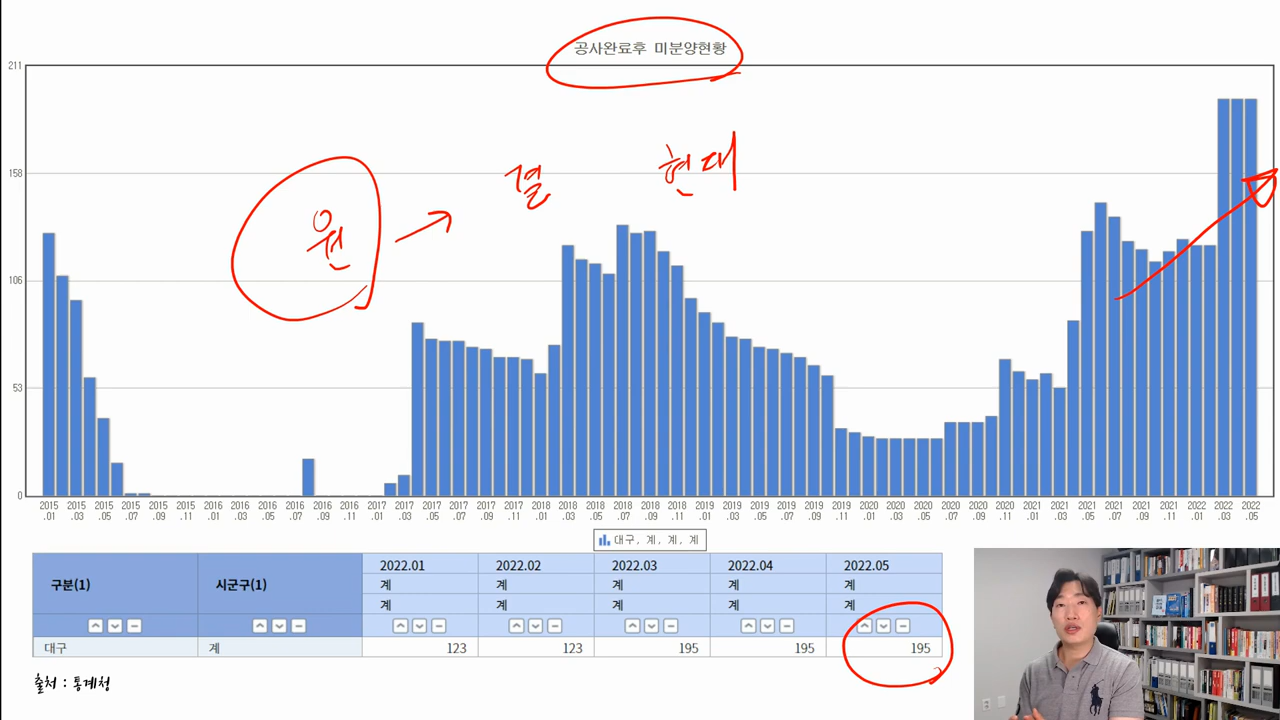 공사완료후 미분양현황
211
158
106
53
0
원
결
현대
2015.01 2015.03 2015.05 2015.07 2015.09 2015.11 2016.01 2016.03 2016.05 2016.07 2016.09 2016.11 2017.01 2017.03 2017.05 2017.07 2017.09 2017.11 2018.01 2018.03 2018.05 2018.07 2018.09 2018.11 2019.01 2019.03 2019.05 2019.07 2019.09 2019.11 2020.01 2020.03 2020.05 2020.07 2020.09 2020.11 2021.01 2021.03 2021.05 2021.07 2021.09 2021.11 2022.01 2022.03 2022.05
대구, 계, 계, 계
구분(1) 시군구(1) 2022.01 2022.02 2022.03 2022.04 2022.05
계 계 계 계 계
계 계 계 계 계
대구 계 123 123 195 195 195
출처 : 통계청